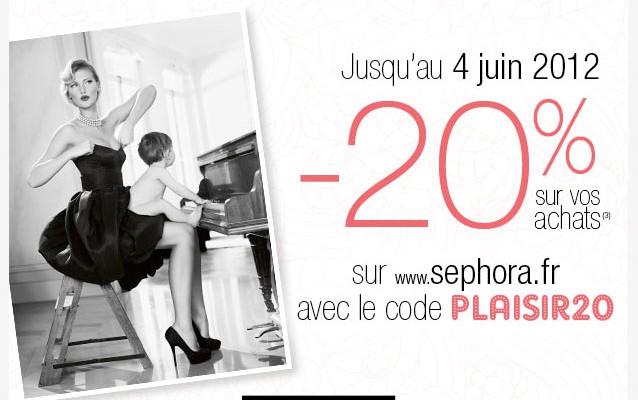 Jusqu'au 4 juin 2012
-20%
sur vos
achats(3)
sur www.sephora.fr
avec le code PLAISIR20